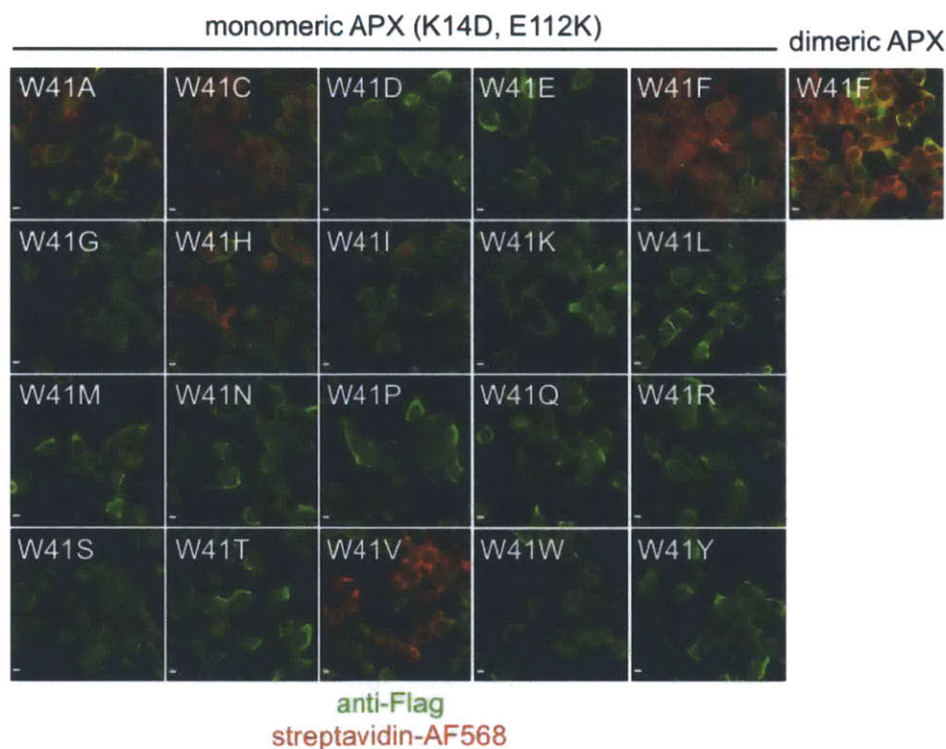 monomeric APX (K14D, E112K)
dimeric APX
W41A W41C W41D W41E W41F W41F
W41G W41H W41I W41K W41L
W41M W41N W41P W41Q W41R
W41S W41T W41V W41W W41Y
anti-Flag
streptavidin-AF568